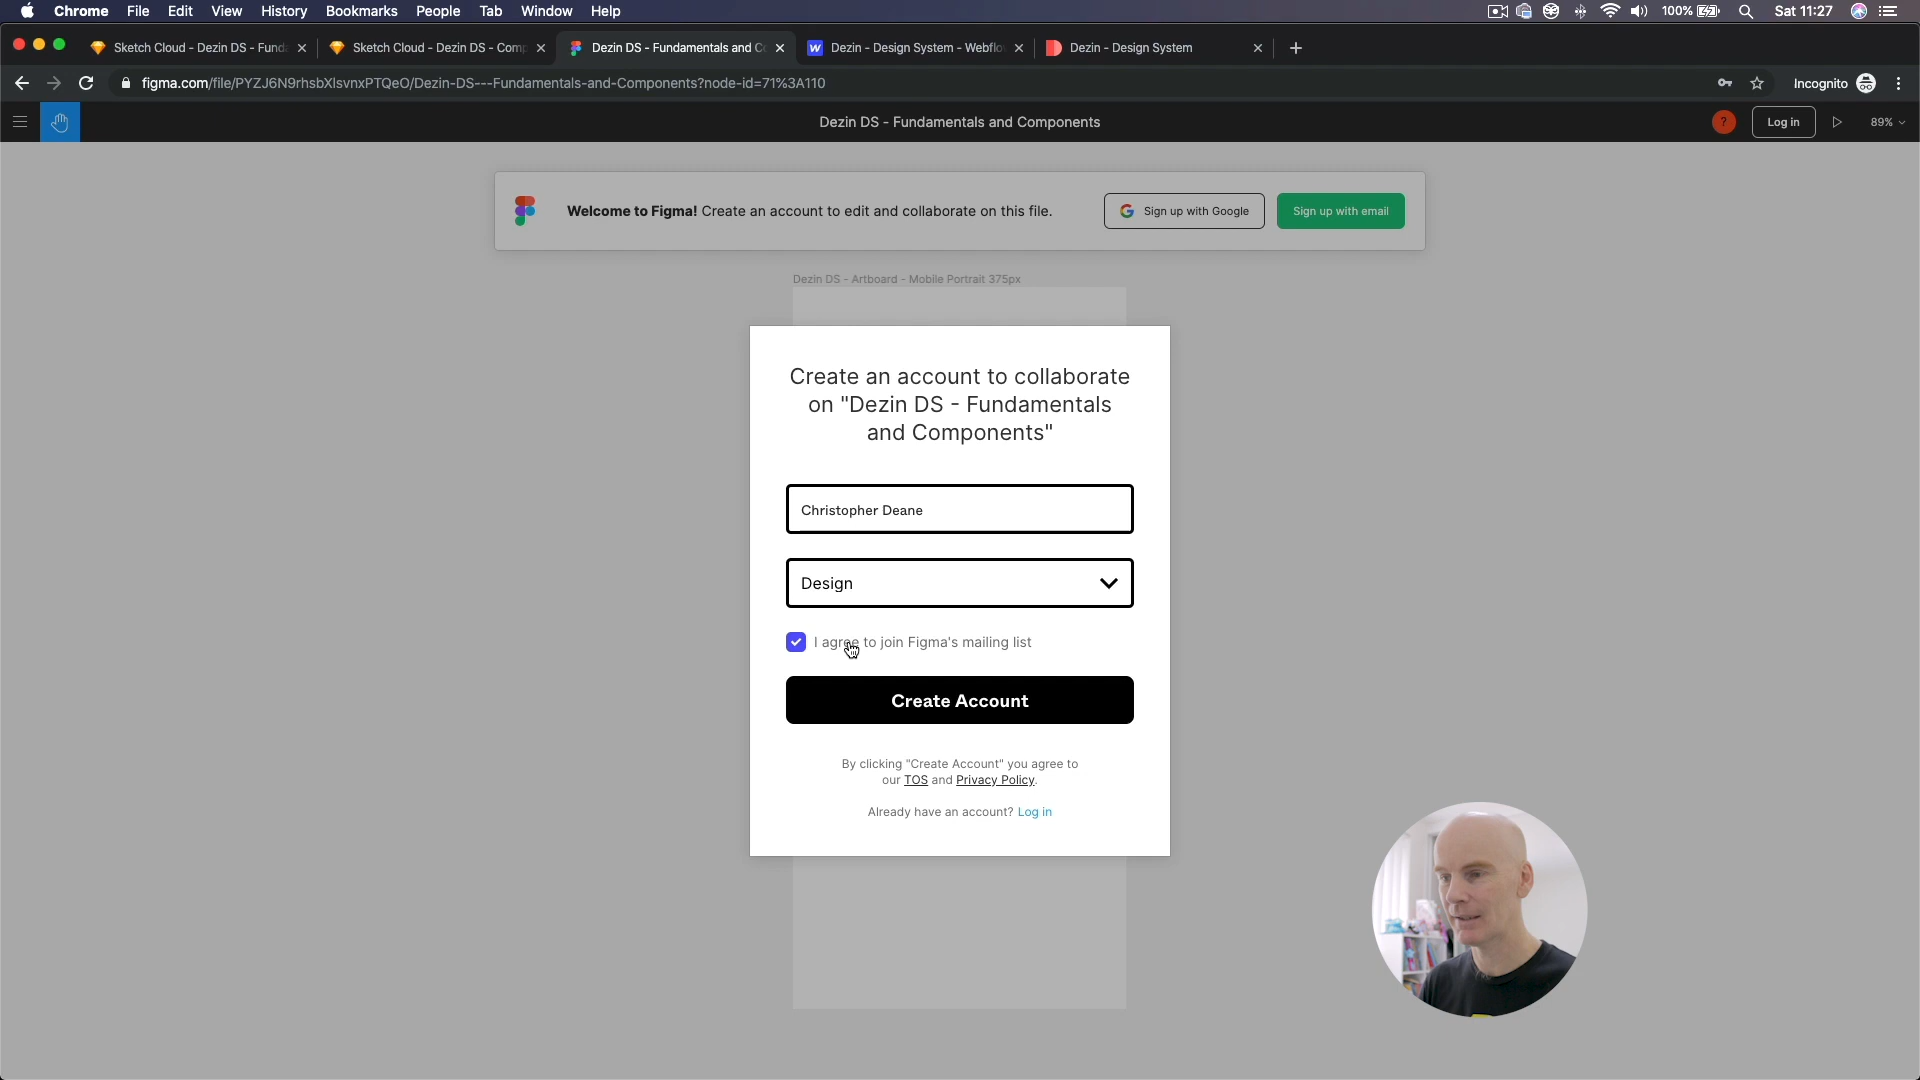 Chrome File Edit View History Bookmarks People Tab Window Help 100% Sat 11:27
Sketch Cloud - Dezin DS - Funda Sketch Cloud - Dezin DS - Comp Dezin DS - Fundamentals and Co Dezin - Design System - Webflo Dezin - Design System
figma.com/file/PYZJ6N9rhsbXlsvnxPTQeO/Dezin-DS---Fundamentals-and-Components?node-id=71%3A110 Incognito
Dezin DS - Fundamentals and Components ? Log in 89%
Welcome to Figma! Create an account to edit and collaborate on this file. Sign up with Google Sign up with email
Dezin DS - Artboard - Mobile Portrait 375px
Create an account to collaborate
on "Dezin DS - Fundamentals
and Components"
Christopher Deane
Design
I agree to join Figma's mailing list
Create Account
By clicking "Create Account" you agree to
our TOS and Privacy Policy.
Already have an account? Log in